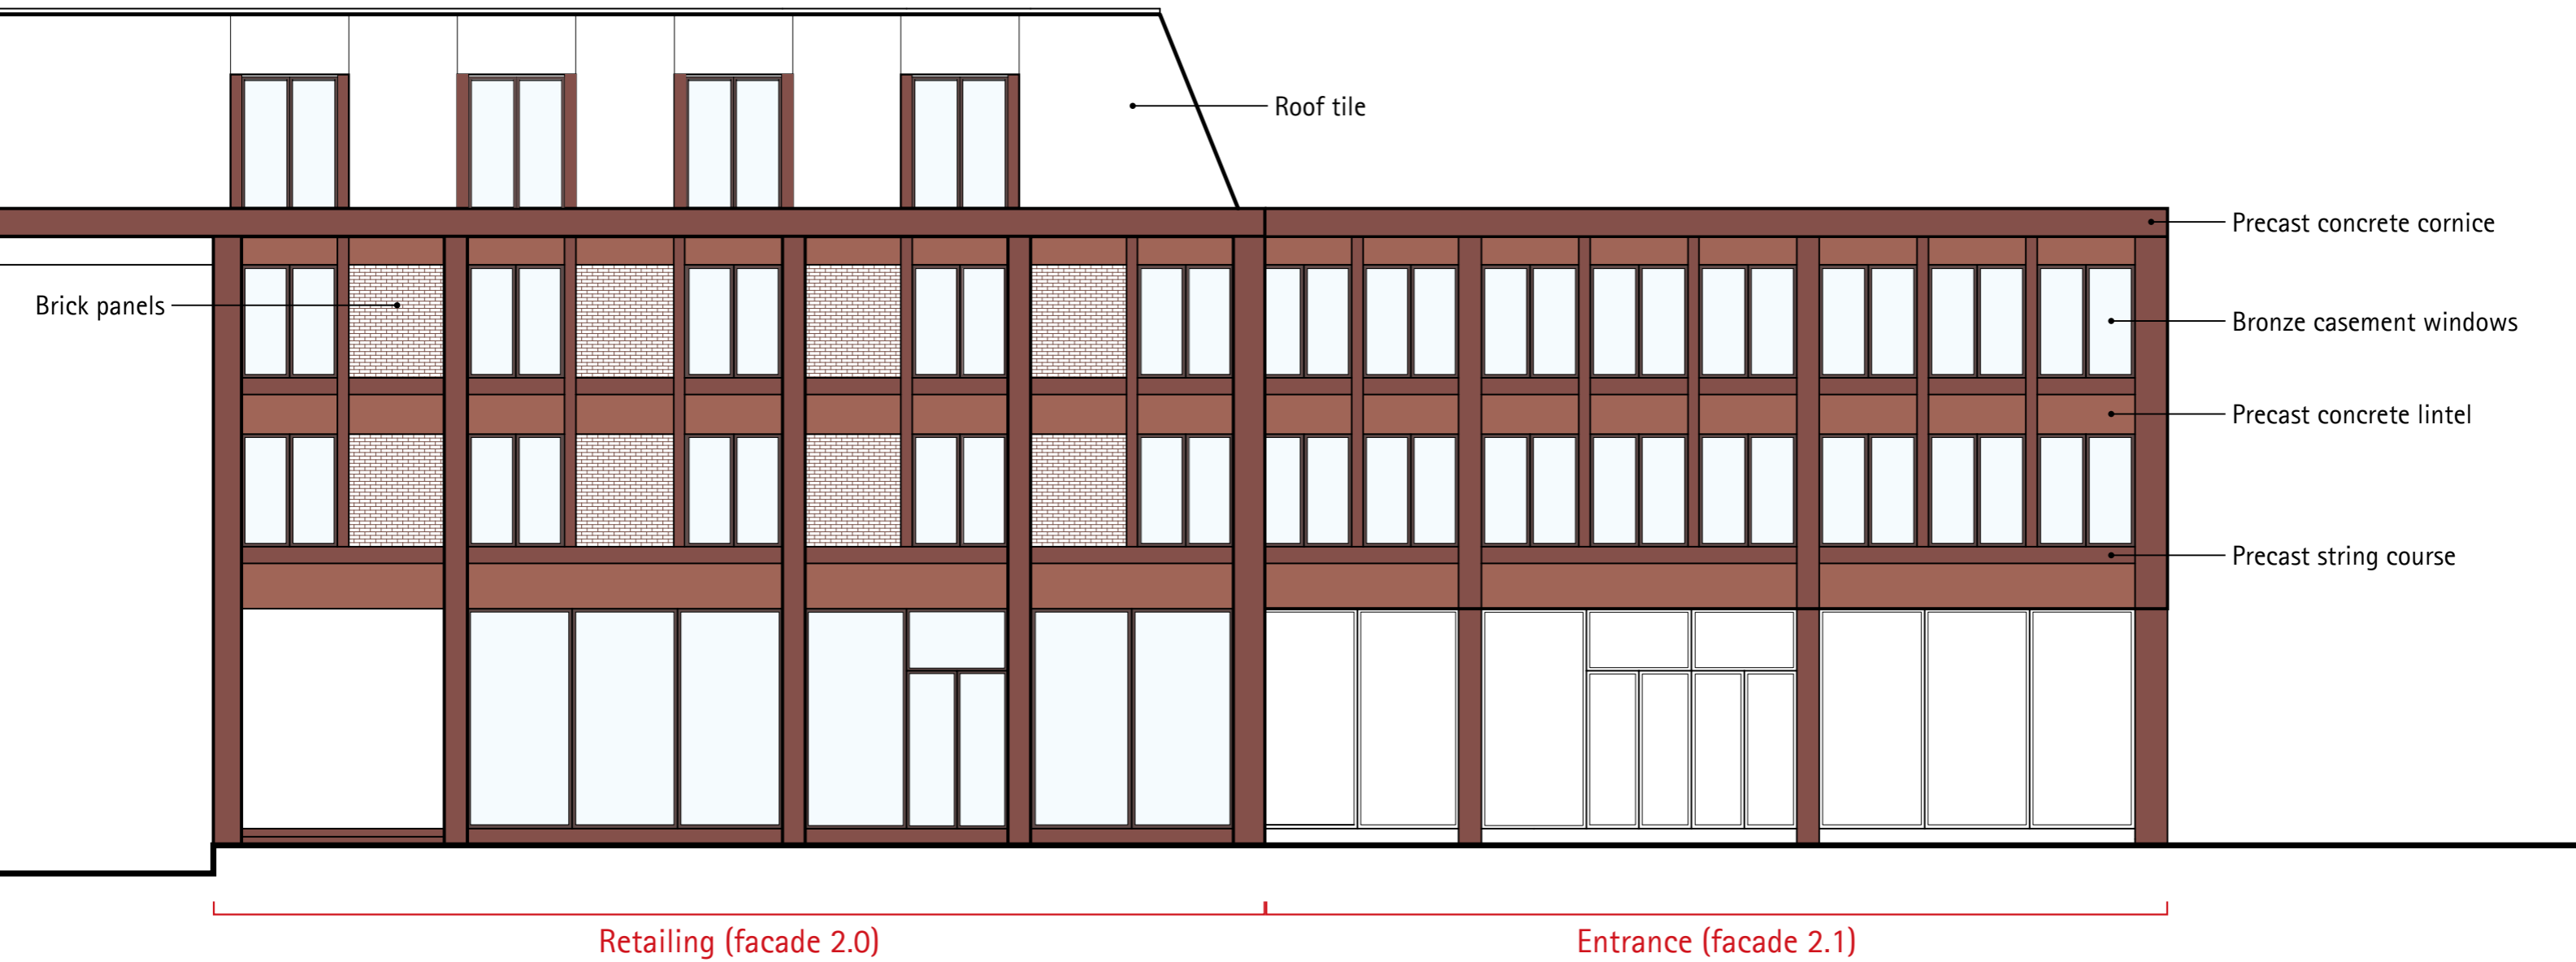 Roof tile
Precast concrete cornice
Brick panels
Bronze casement windows
Precast concrete lintel
Precast string course
Retailing (facade 2.0)
Entrance (facade 2.1)